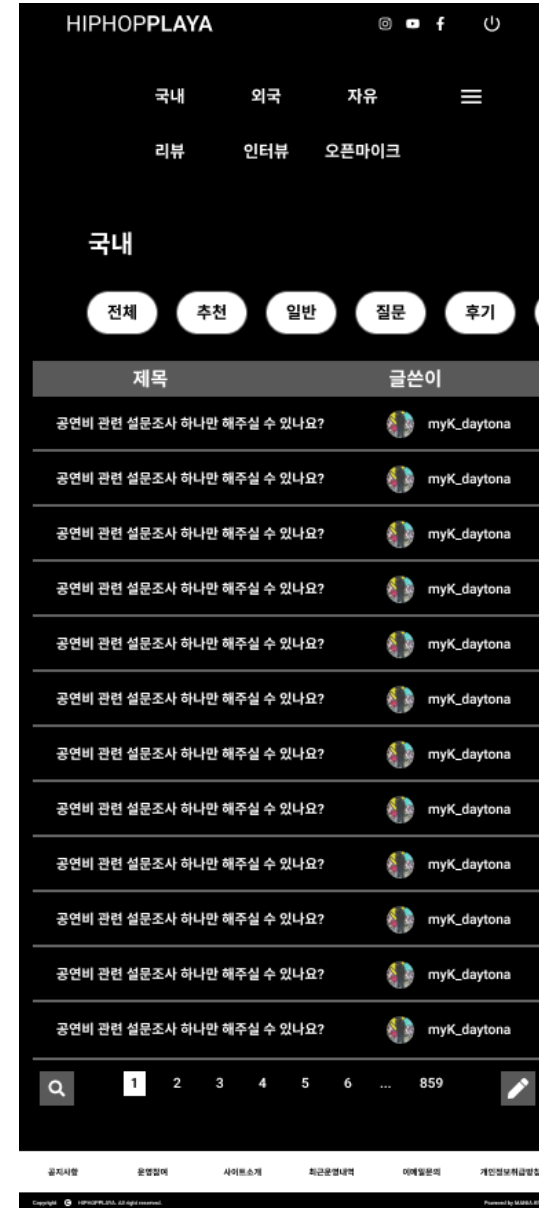 HIPHOPPLAYA
국내 외국 자유
리뷰 인터뷰 오픈마이크
국내
전체 추천 일반 질문 후기
제목 글쓴이
공연비 관련 설문조사 하나만 해주실 수 있나요? myK_daytona
공연비 관련 설문조사 하나만 해주실 수 있나요? myK_daytona
공연비 관련 설문조사 하나만 해주실 수 있나요? myK_daytona
공연비 관련 설문조사 하나만 해주실 수 있나요? myK_daytona
공연비 관련 설문조사 하나만 해주실 수 있나요? myK_daytona
공연비 관련 설문조사 하나만 해주실 수 있나요? myK_daytona
공연비 관련 설문조사 하나만 해주실 수 있나요? myK_daytona
공연비 관련 설문조사 하나만 해주실 수 있나요? myK_daytona
공연비 관련 설문조사 하나만 해주실 수 있나요? myK_daytona
공연비 관련 설문조사 하나만 해주실 수 있나요? myK_daytona
공연비 관련 설문조사 하나만 해주실 수 있나요? myK_daytona
공연비 관련 설문조사 하나만 해주실 수 있나요? myK_daytona
1 2 3 4 5 6 ... 859
공지사항 운영참여 사이트소개 최근운영내역 이메일문의 개인정보취급방침
Copyright © HIPHOPPLAYA. All right reserved. Powered by